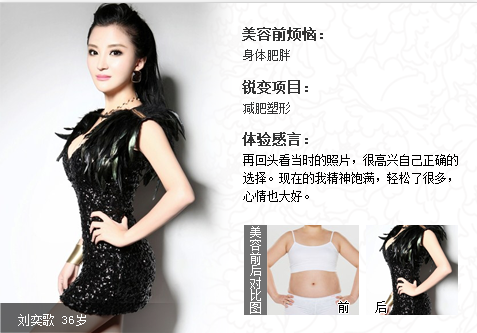 美容前烦恼：
身体肥胖
锐变项目：
减肥塑形
体验感言：
再回头看当时的照片，很高兴自己正确的
选择。现在的我精神饱满，轻松了很多，
心情也大好。
美容前后对比图
前
后
刘奕歌 36岁